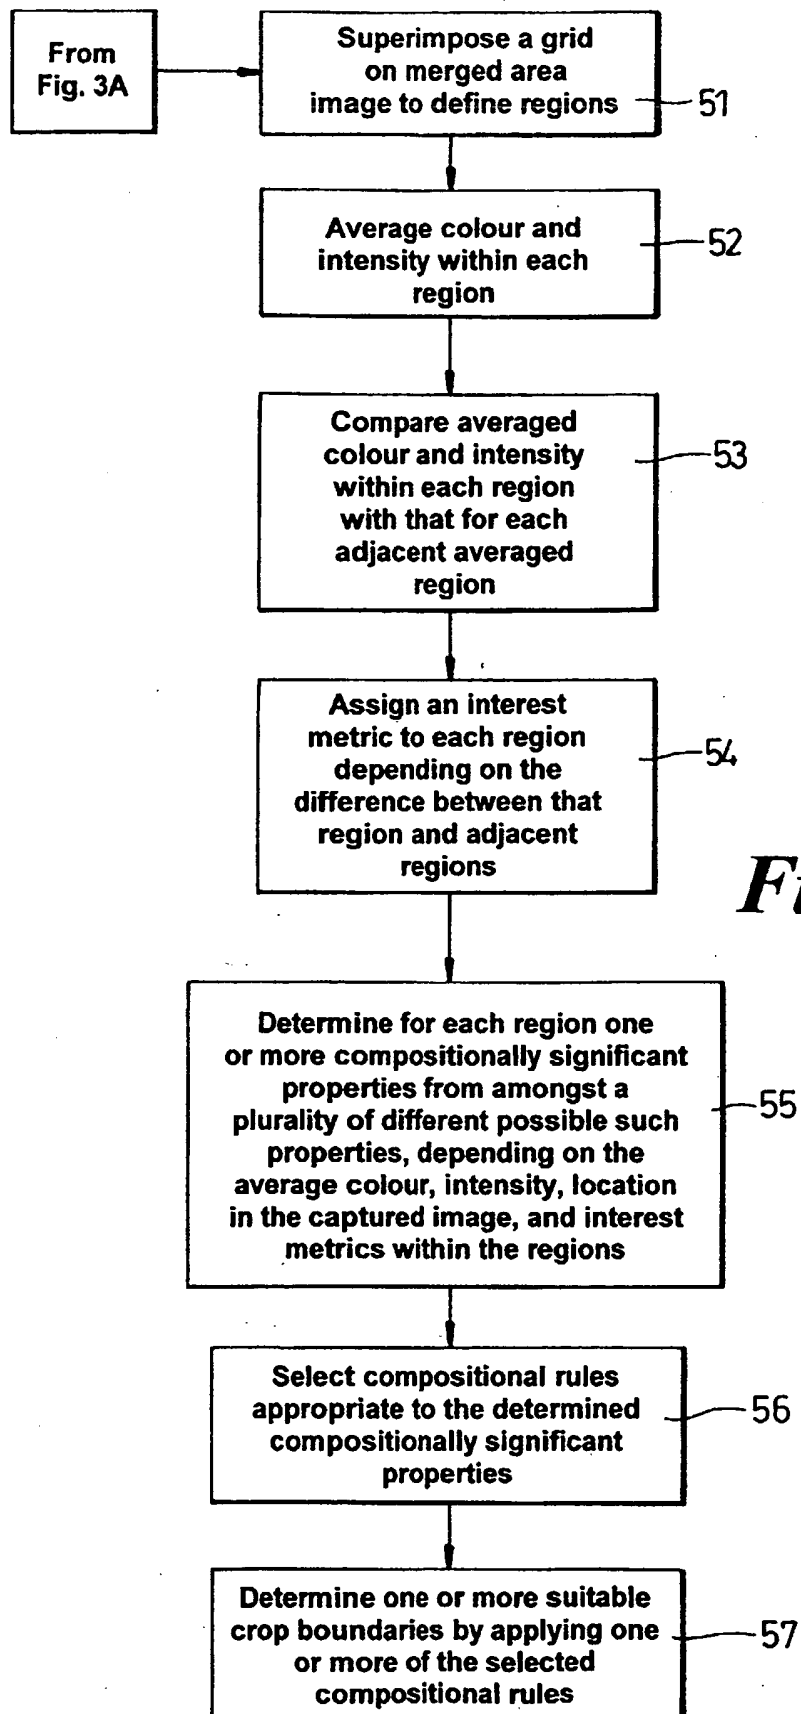 From
Fig. 3A
Superimpose a grid
on merged area
image to define regions
51
Average colour and
intensity within each
region
52
Compare averaged
colour and intensity
within each region
with that for each
adjacent averaged
region
53
Assign an interest
metric to each region
depending on the
difference between that
region and adjacent
regions
54
Determine for each region one
or more compositionally significant
properties from amongst a
plurality of different possible such
properties, depending on the
average colour, intensity, location
in the captured image, and interest
metrics within the regions
55
Select compositional rules
appropriate to the determined
compositionally significant
properties
56
Determine one or more suitable
crop boundaries by applying one
or more of the selected
compositional rules
57